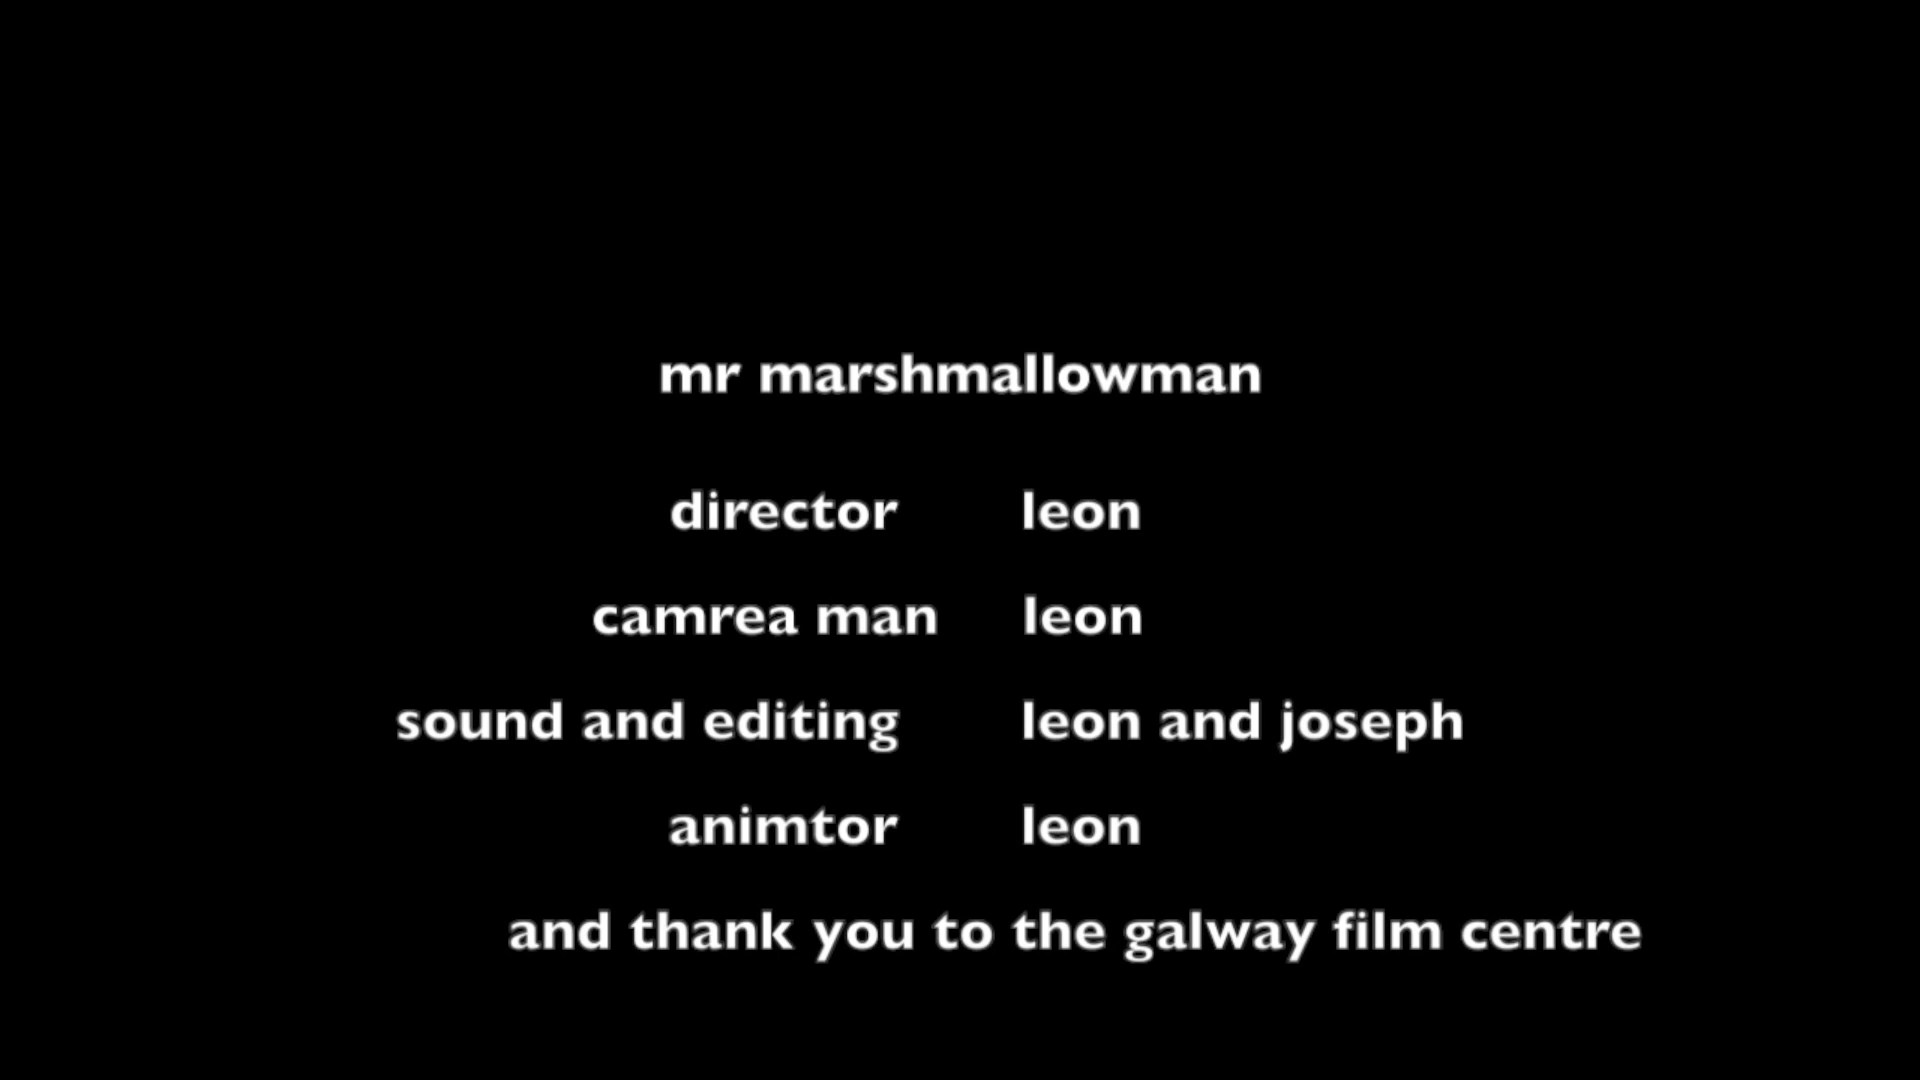 mr marshmallowman
director leon
camrea man leon
sound and editing leon and joseph
animtor leon
and thank you to the galway film centre